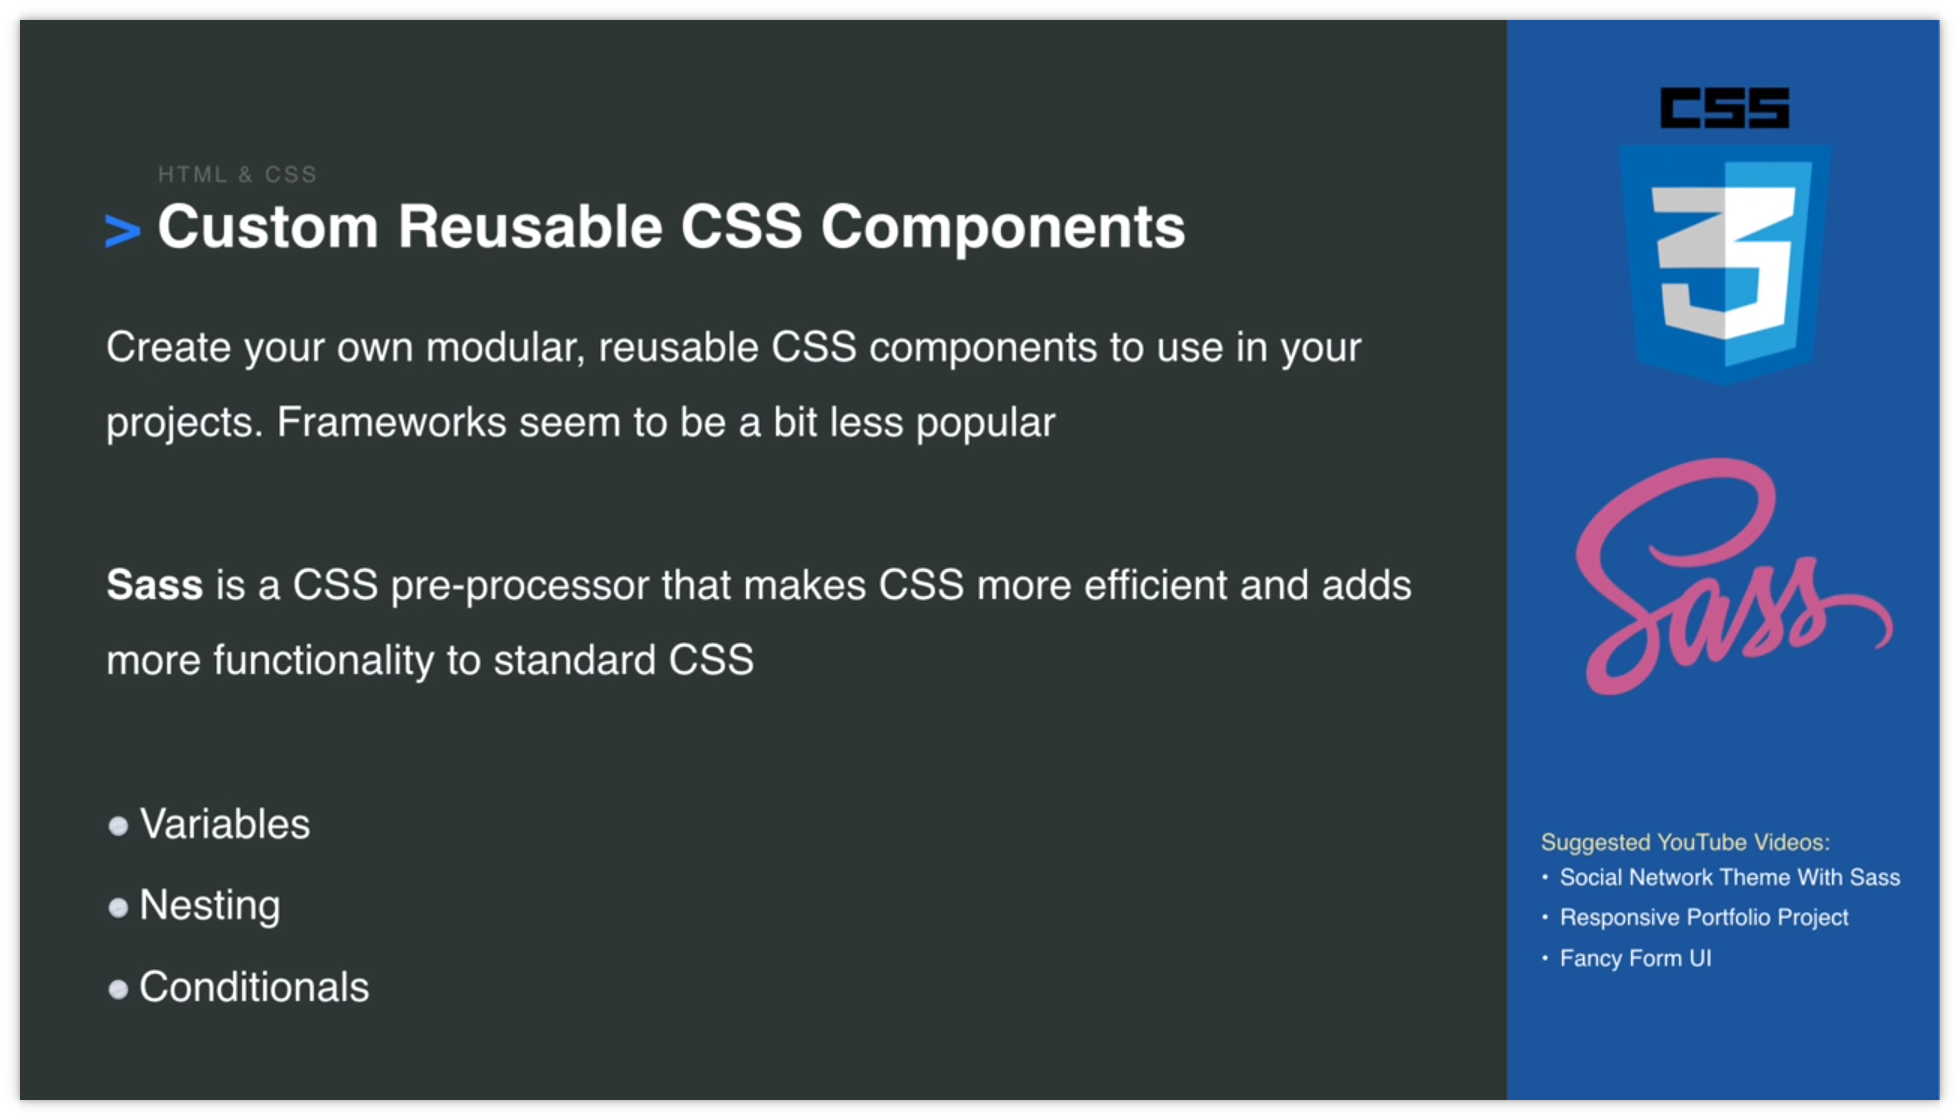 HTML & CSS
> Custom Reusable CSS Components
Create your own modular, reusable CSS components to use in your
projects. Frameworks seem to be a bit less popular
Sass is a CSS pre-processor that makes CSS more efficient and adds
more functionality to standard CSS
● Variables
● Nesting
● Conditionals
CSS
3
Sass
Suggested YouTube Videos:
• Social Network Theme With Sass
• Responsive Portfolio Project
• Fancy Form UI